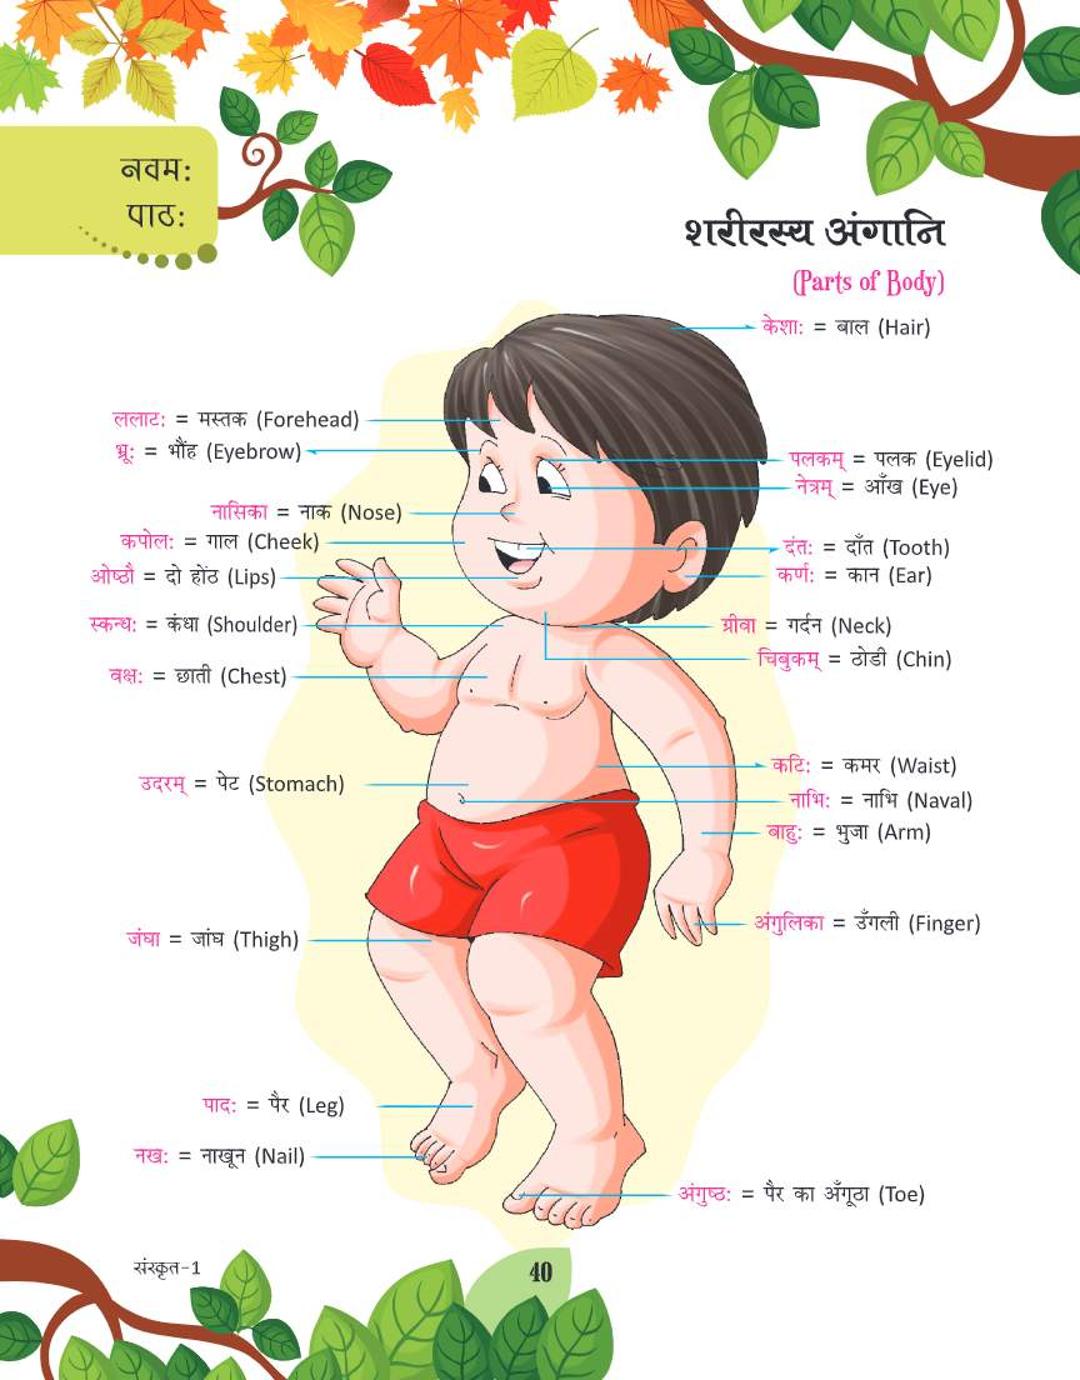 नवम:
पाठ:
शरीरस्य अंगानि
(Parts of Body)
केशा: = बाल (Hair)
ललाट: = मस्तक (Forehead)
भ्रू: = भौंह (Eyebrow)
पलकम् = पलक (Eyelid)
नेत्रम् = आँख (Eye)
नासिका = नाक (Nose)
कपोल: = गाल (Cheek)
दंत: = दाँत (Tooth)
ओष्ठौ = दो होंठ (Lips)
कर्ण: = कान (Ear)
स्कन्ध: = कंधा (Shoulder)
ग्रीवा = गर्दन (Neck)
चिबुकम् = ठोडी (Chin)
वक्ष: = छाती (Chest)
कटि: = कमर (Waist)
उदरम् = पेट (Stomach)
नाभि: = नाभि (Naval)
बाहु: = भुजा (Arm)
अंगुलिका = उँगली (Finger)
जंघा = जांघ (Thigh)
पाद: = पैर (Leg)
नख: = नाखून (Nail)
अंगुष्ठ: = पैर का अँगूठा (Toe)
संस्कृत-1
40